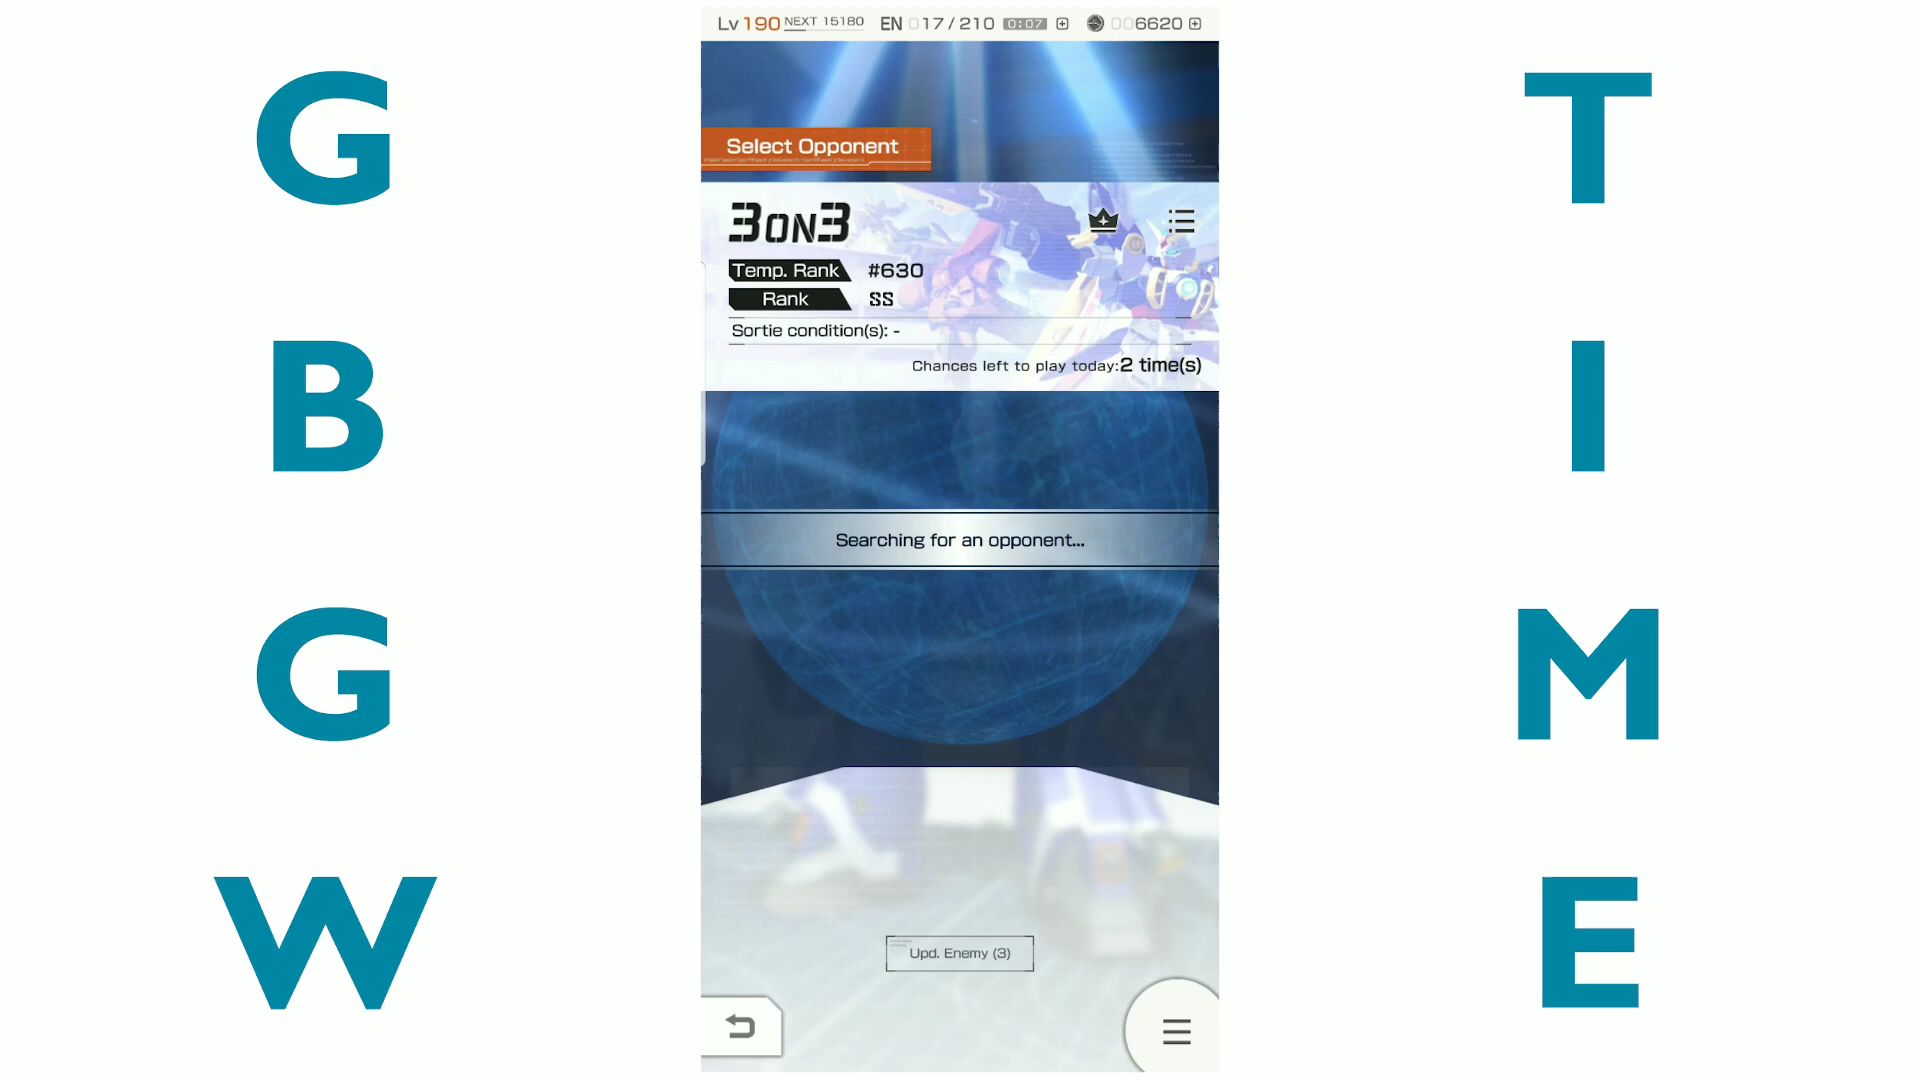 G
B
G
W
Lv 190 NEXT 15180 EN 017/210 0:07 006620
Select Opponent
3ON3
Temp. Rank #630
Rank SS
Sortie condition(s): -
Chances left to play today:2 time(s)
Searching for an opponent...
Upd. Enemy (3)
T
I
M
E